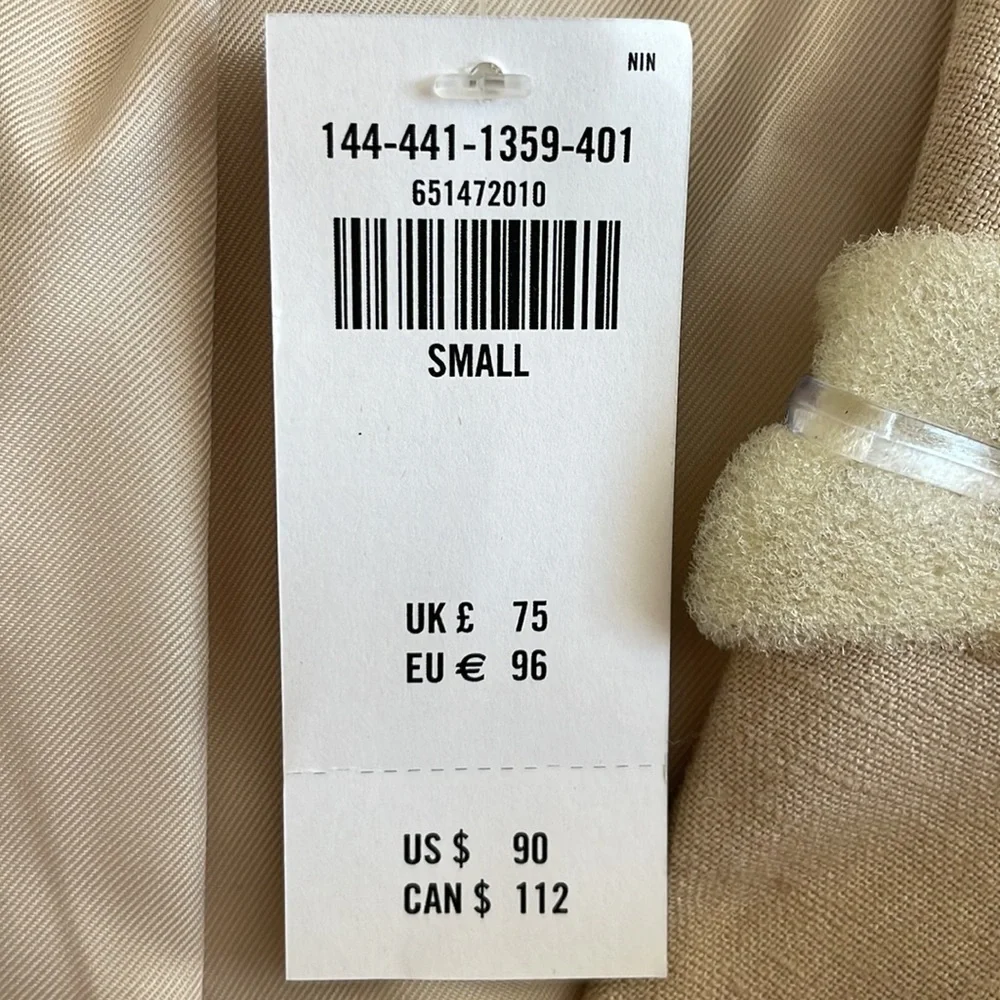 NIN
144-441-1359-401
651472010
SMALL
UK £ 75
EU € 96
US $ 90
CAN $ 112